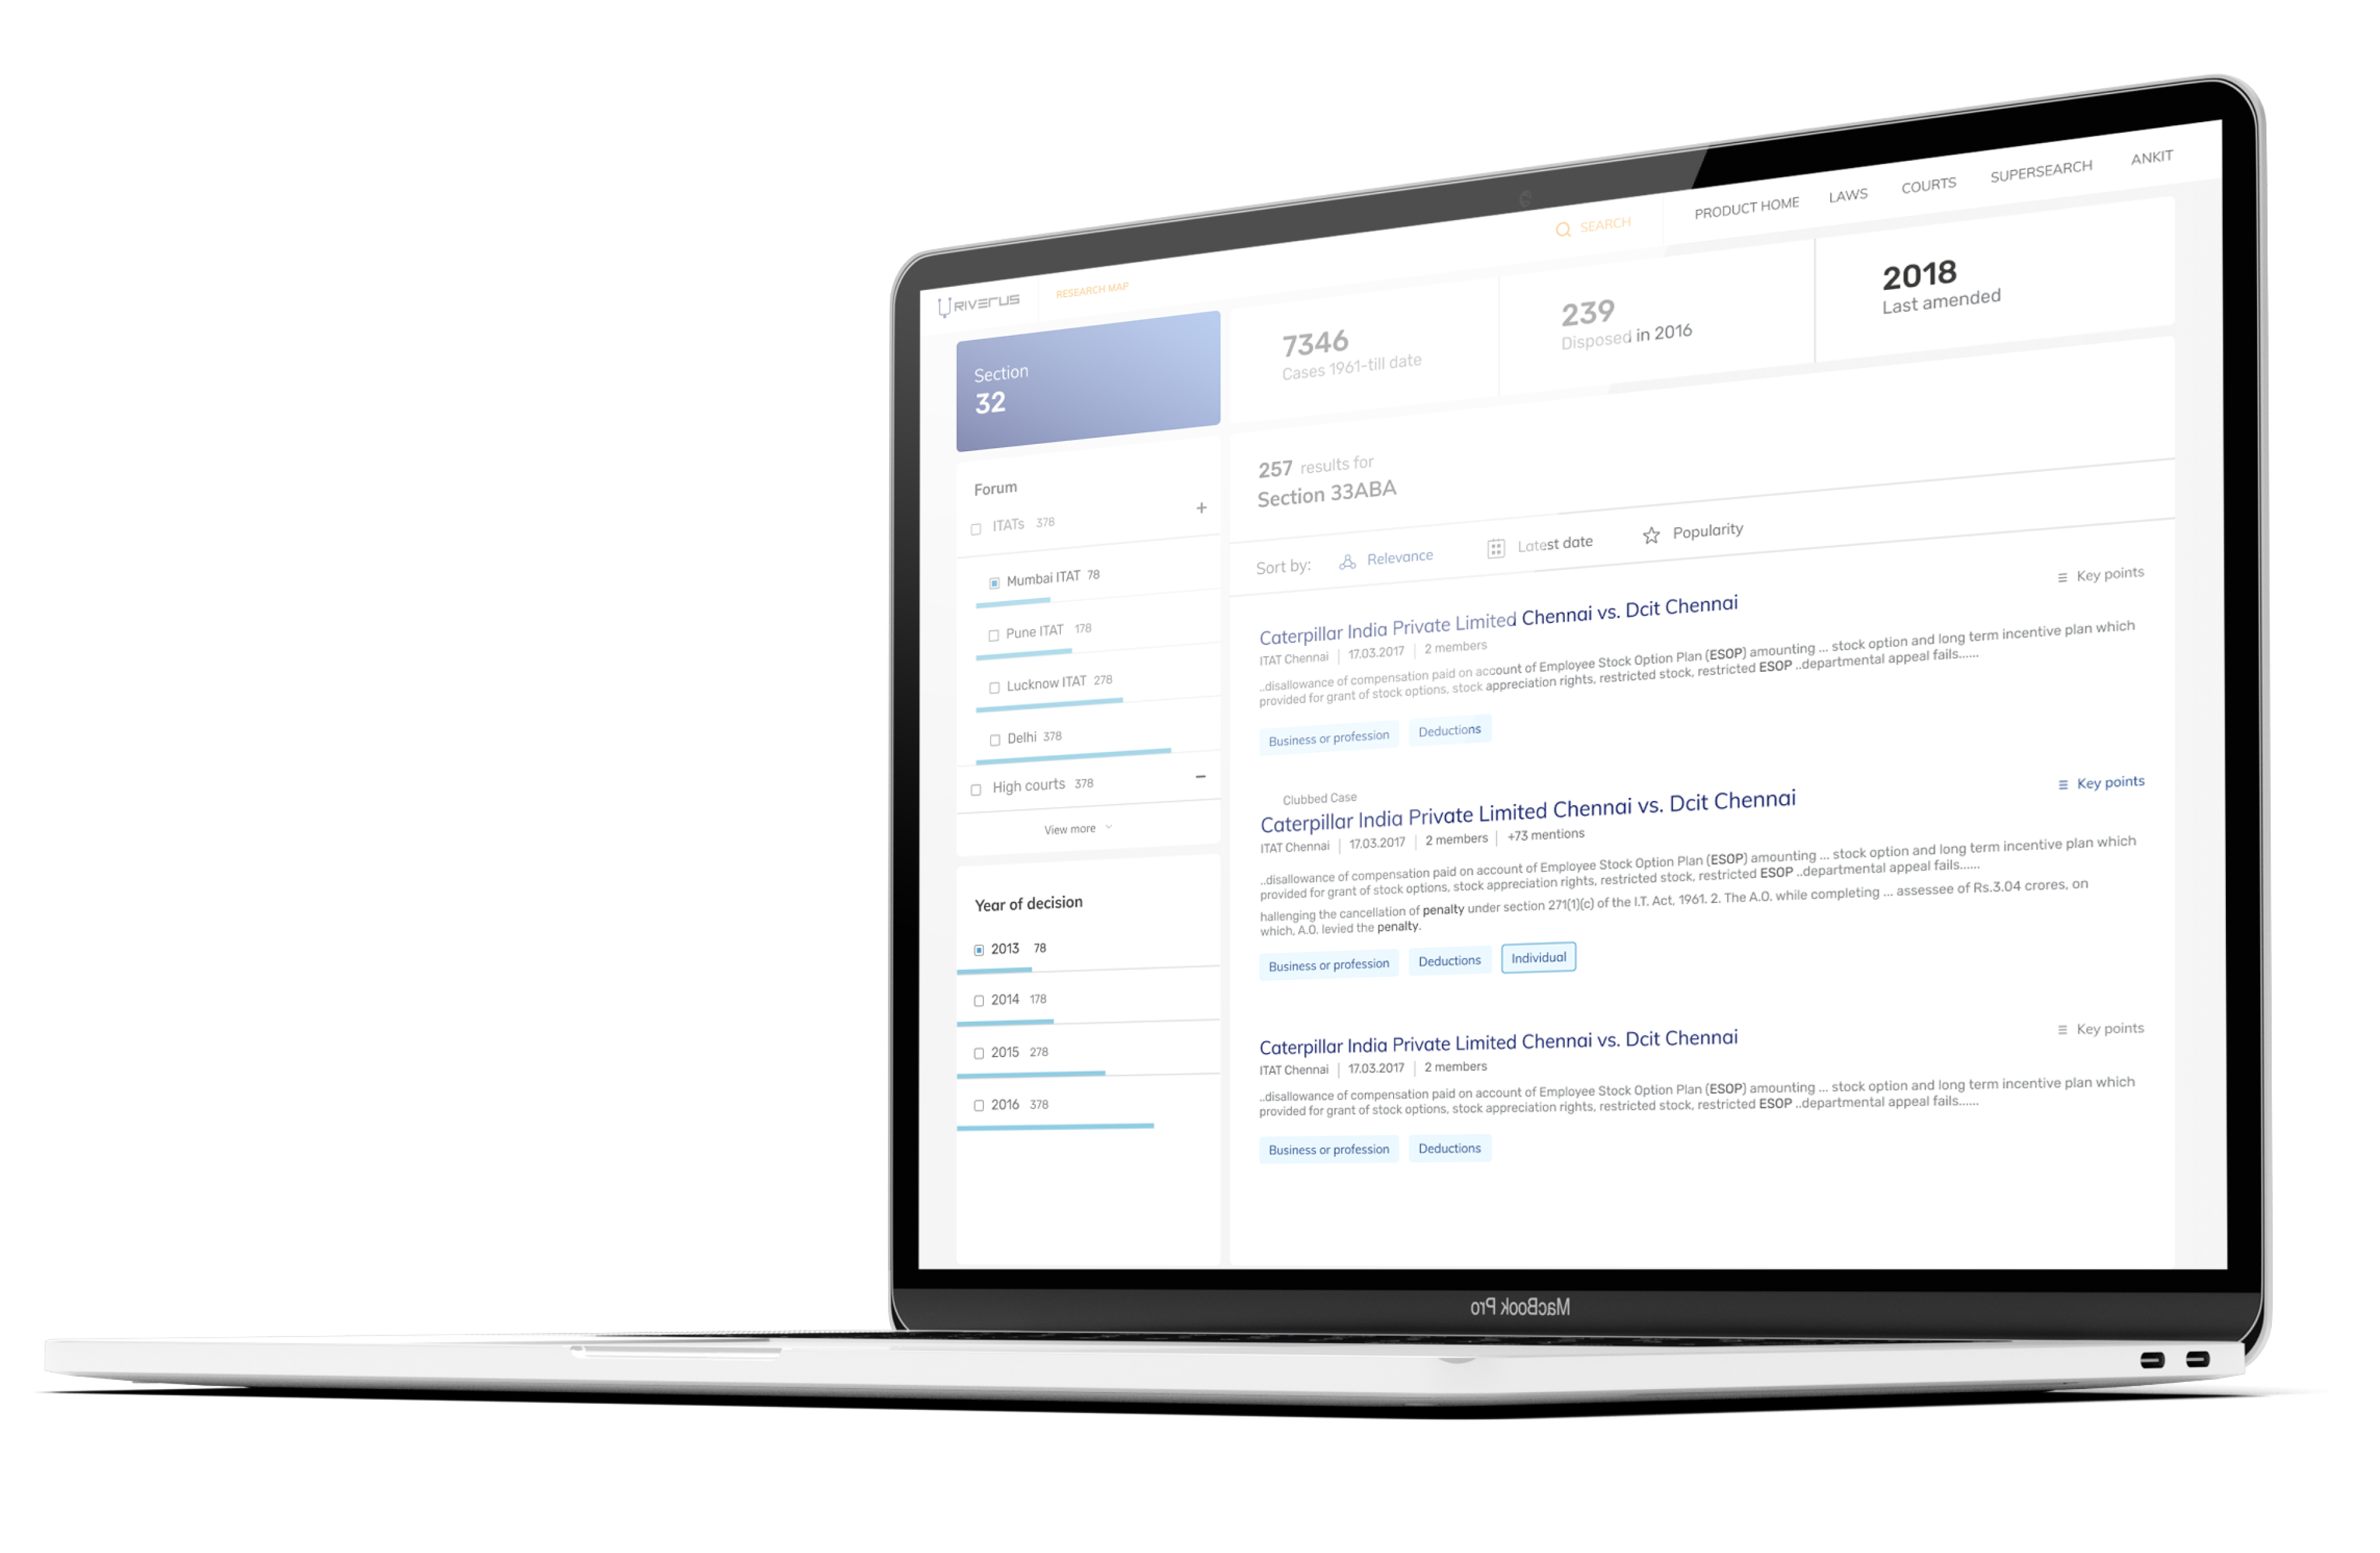 RIVERUS
RESEARCH MAP
SEARCH
PRODUCT HOME
LAWS
COURTS
SUPERSEARCH
ANKIT
Section
32
7346
Cases 1961-till date
239
Disposed in 2016
2018
Last amended
Forum
ITATs 378
+
Mumbai ITAT 78
Pune ITAT 178
Lucknow ITAT 278
Delhi 378
High courts 378
−
View more
Year of decision
2013 78
2014 178
2015 278
2016 378
257 results for
Section 33ABA
Sort by: Relevance Latest date Popularity
Caterpillar India Private Limited Chennai vs. Dcit Chennai
Key points
ITAT Chennai | 17.03.2017 | 2 members
..disallowance of compensation paid on account of Employee Stock Option Plan (ESOP) amounting ... stock option and long term incentive plan which
provided for grant of stock options, stock appreciation rights, restricted stock, restricted ESOP ..departmental appeal fails......
Business or profession Deductions
Clubbed Case
Caterpillar India Private Limited Chennai vs. Dcit Chennai
Key points
ITAT Chennai | 17.03.2017 | 2 members | +73 mentions
..disallowance of compensation paid on account of Employee Stock Option Plan (ESOP) amounting ... stock option and long term incentive plan which
provided for grant of stock options, stock appreciation rights, restricted stock, restricted ESOP ..departmental appeal fails......
hallenging the cancellation of penalty under section 271(1)(c) of the I.T. Act, 1961. 2. The A.O. while completing ... assessee of Rs.3.04 crores, on
which, A.O. levied the penalty.
Business or profession Deductions Individual
Caterpillar India Private Limited Chennai vs. Dcit Chennai
Key points
ITAT Chennai | 17.03.2017 | 2 members
..disallowance of compensation paid on account of Employee Stock Option Plan (ESOP) amounting ... stock option and long term incentive plan which
provided for grant of stock options, stock appreciation rights, restricted stock, restricted ESOP ..departmental appeal fails......
Business or profession Deductions
MacBook Pro